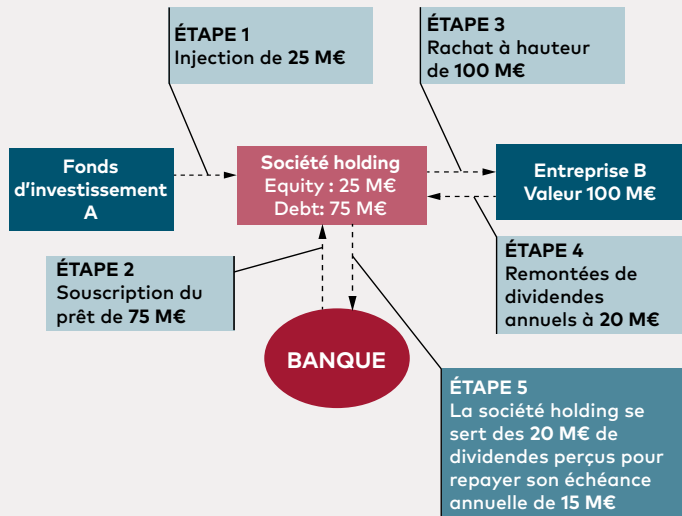 ÉTAPE 1
Injection de 25 M€
ÉTAPE 3
Rachat à hauteur
de 100 M€
Fonds
d'investissement
A
Société holding
Equity : 25 M€
Debt: 75 M€
Entreprise B
Valeur 100 M€
ÉTAPE 2
Souscription du
prêt de 75 M€
ÉTAPE 4
Remontées de
dividendes
annuels à 20 M€
BANQUE
ÉTAPE 5
La société holding se
sert des 20 M€ de
dividendes perçus pour
repayer son échéance
annuelle de 15 M€